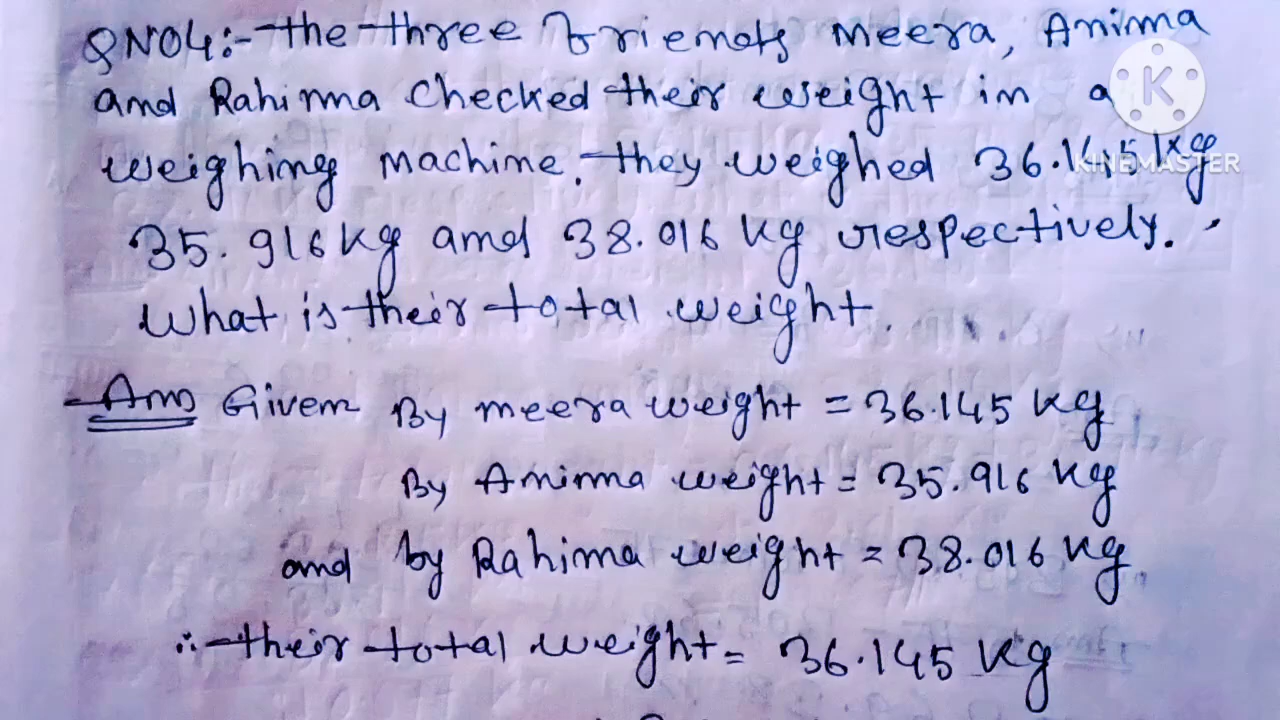 QNO4:- the three friends Meera, Anima
and Rahima checked their weight in a
weighing machine. they weighed 36.145 kg
35.916 kg and 38.016 kg respectively.
What is their total weight.
Ans Given By meera weight = 36.145 kg
By Anima weight = 35.916 kg
and by Rahima weight = 38.016 kg
∴ their total weight = 36.145 kg
K
KINEMASTER